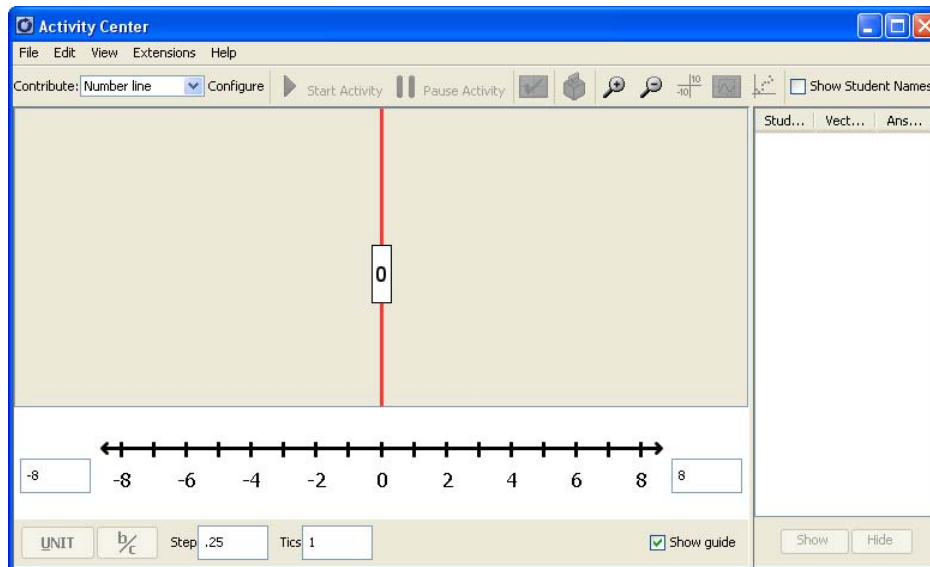 Activity Center
File Edit View Extensions Help
Contribute: Number line Configure Start Activity Pause Activity 10 -10 Show Student Names
Stud... Vect... Ans...
0
-8 -8 -6 -4 -2 0 2 4 6 8 8
UNIT b/c Step .25 Tics 1 Show guide Show Hide